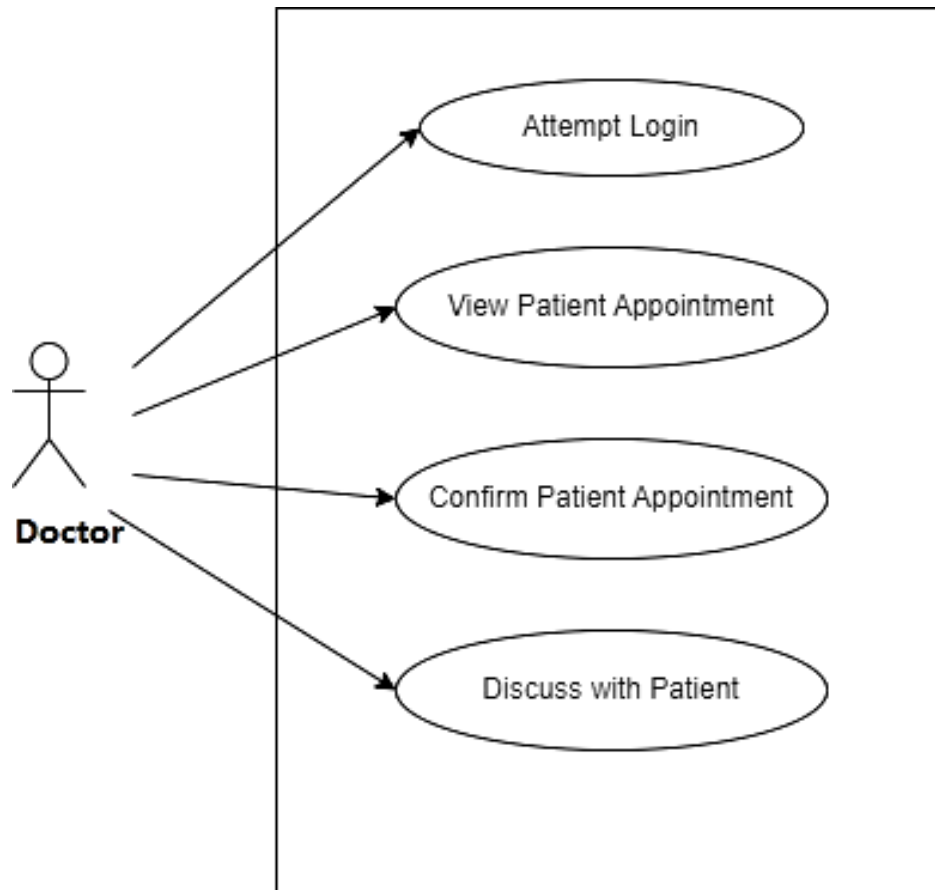 Attempt Login
View Patient Appointment
Confirm Patient Appointment
Doctor
Discuss with Patient